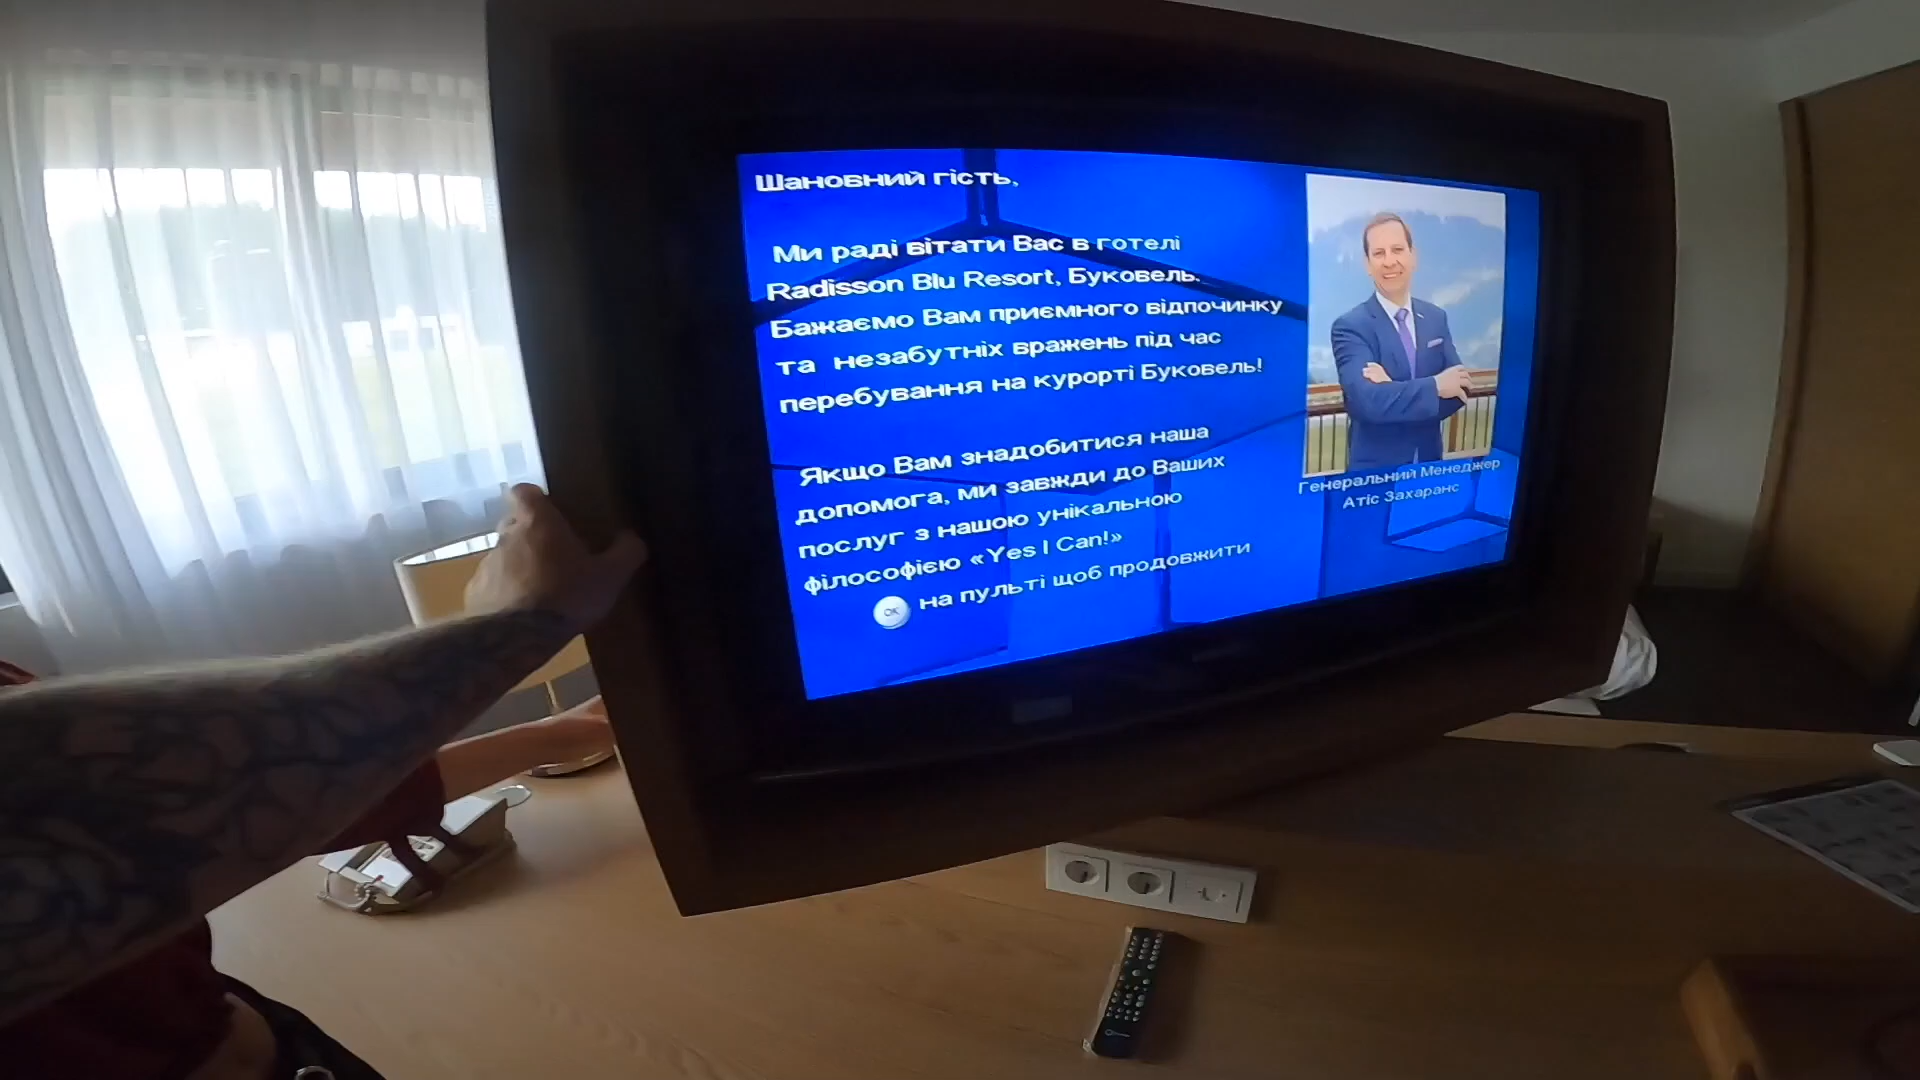 Шановний гість,
Ми раді вітати Вас в готелі
Radisson Blu Resort, Буковель.
Бажаємо Вам приємного відпочинку
та незабутніх вражень під час
перебування на курорті Буковель!
Якщо Вам знадобитися наша
допомога, ми завжди до Ваших
послуг з нашою унікальною
філософією «Yes I Can!»
OK на пульті щоб продовжити
Генеральний Менеджер
Атіс Захаранс